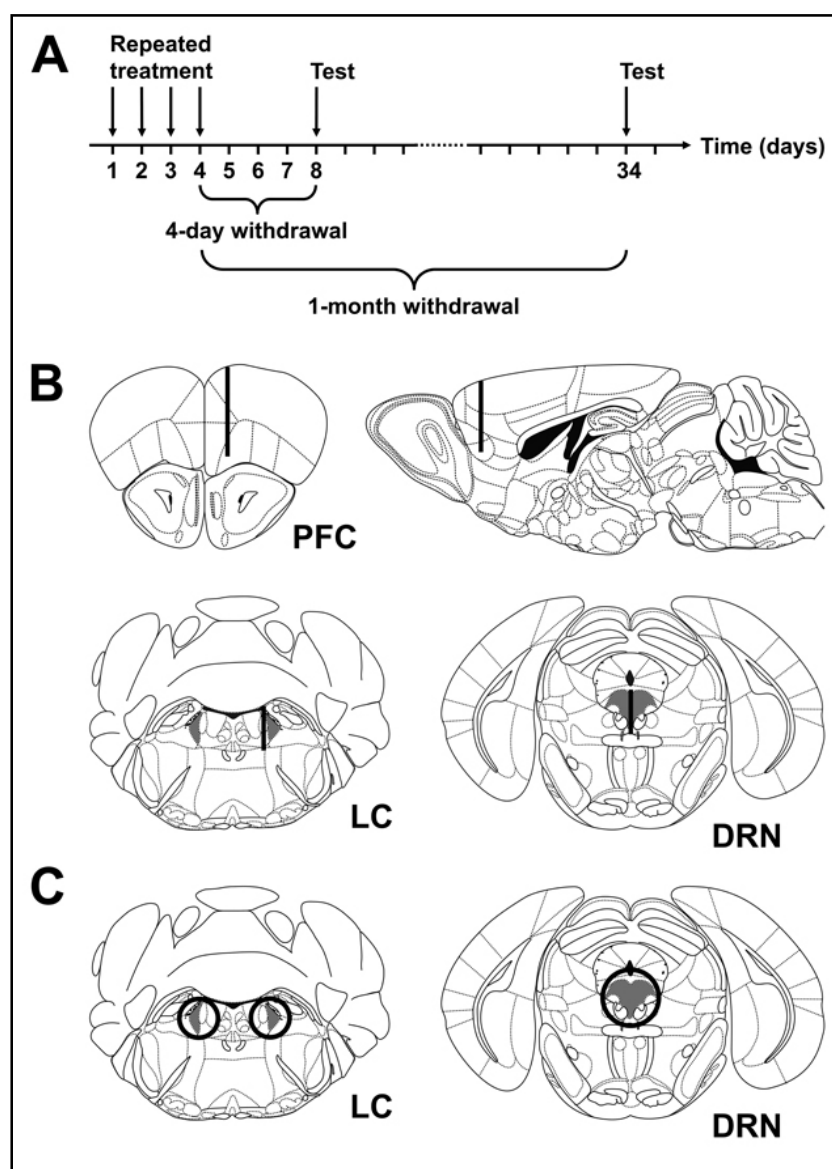 A
Repeated
treatment
Test
Test
1 2 3 4 5 6 7 8 34
Time (days)
4-day withdrawal
1-month withdrawal
B
PFC
LC
DRN
C
LC
DRN